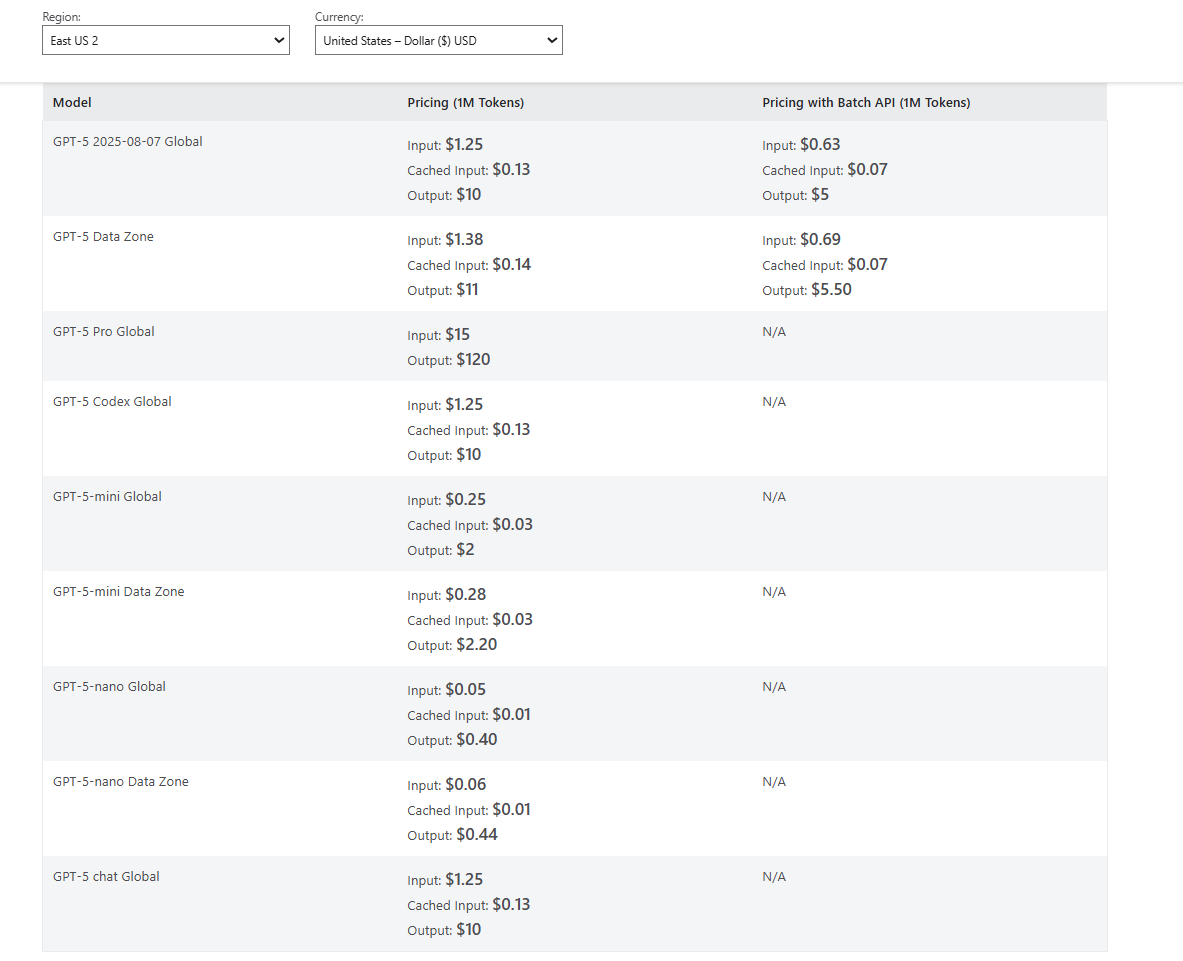 Region:
Currency:
East US 2
United States – Dollar ($) USD
Model
Pricing (1M Tokens)
Pricing with Batch API (1M Tokens)
GPT-5 2025-08-07 Global
Input: $1.25
Cached Input: $0.13
Output: $10
Input: $0.63
Cached Input: $0.07
Output: $5
GPT-5 Data Zone
Input: $1.38
Cached Input: $0.14
Output: $11
Input: $0.69
Cached Input: $0.07
Output: $5.50
GPT-5 Pro Global
Input: $15
Output: $120
N/A
GPT-5 Codex Global
Input: $1.25
Cached Input: $0.13
Output: $10
N/A
GPT-5-mini Global
Input: $0.25
Cached Input: $0.03
Output: $2
N/A
GPT-5-mini Data Zone
Input: $0.28
Cached Input: $0.03
Output: $2.20
N/A
GPT-5-nano Global
Input: $0.05
Cached Input: $0.01
Output: $0.40
N/A
GPT-5-nano Data Zone
Input: $0.06
Cached Input: $0.01
Output: $0.44
N/A
GPT-5 chat Global
Input: $1.25
Cached Input: $0.13
Output: $10
N/A